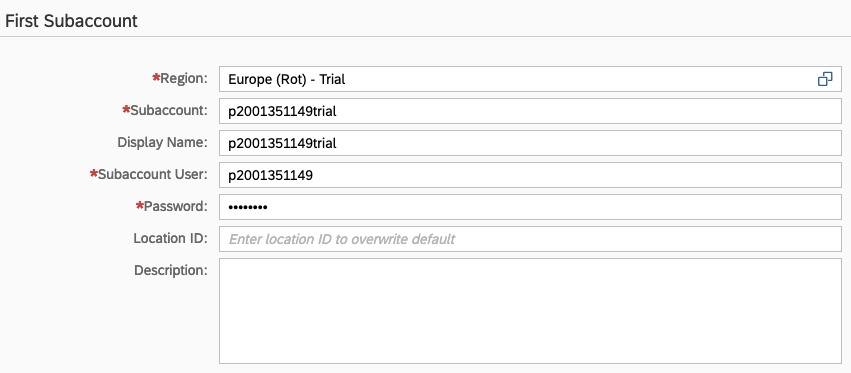 First Subaccount
*Region: Europe (Rot) - Trial
*Subaccount: p2001351149trial
Display Name: p2001351149trial
*Subaccount User: p2001351149
*Password: ••••••••
Location ID: Enter location ID to overwrite default
Description: